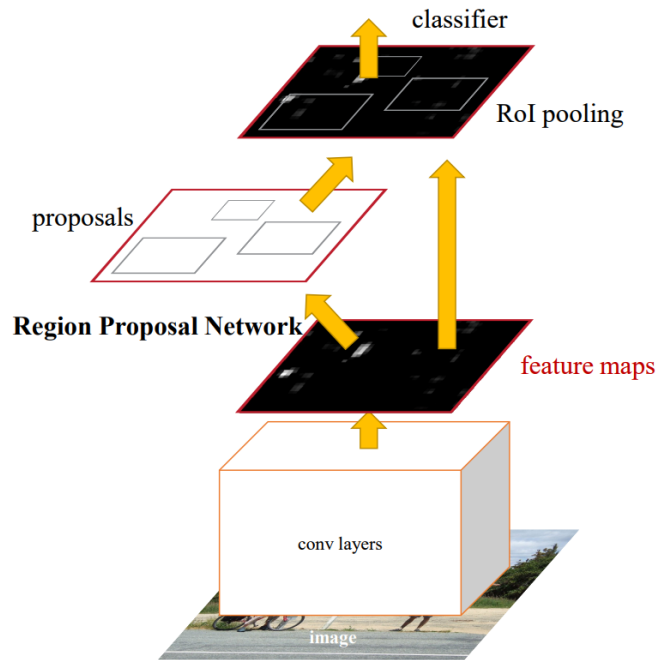 classifier
RoI pooling
proposals
Region Proposal Network
feature maps
conv layers
image